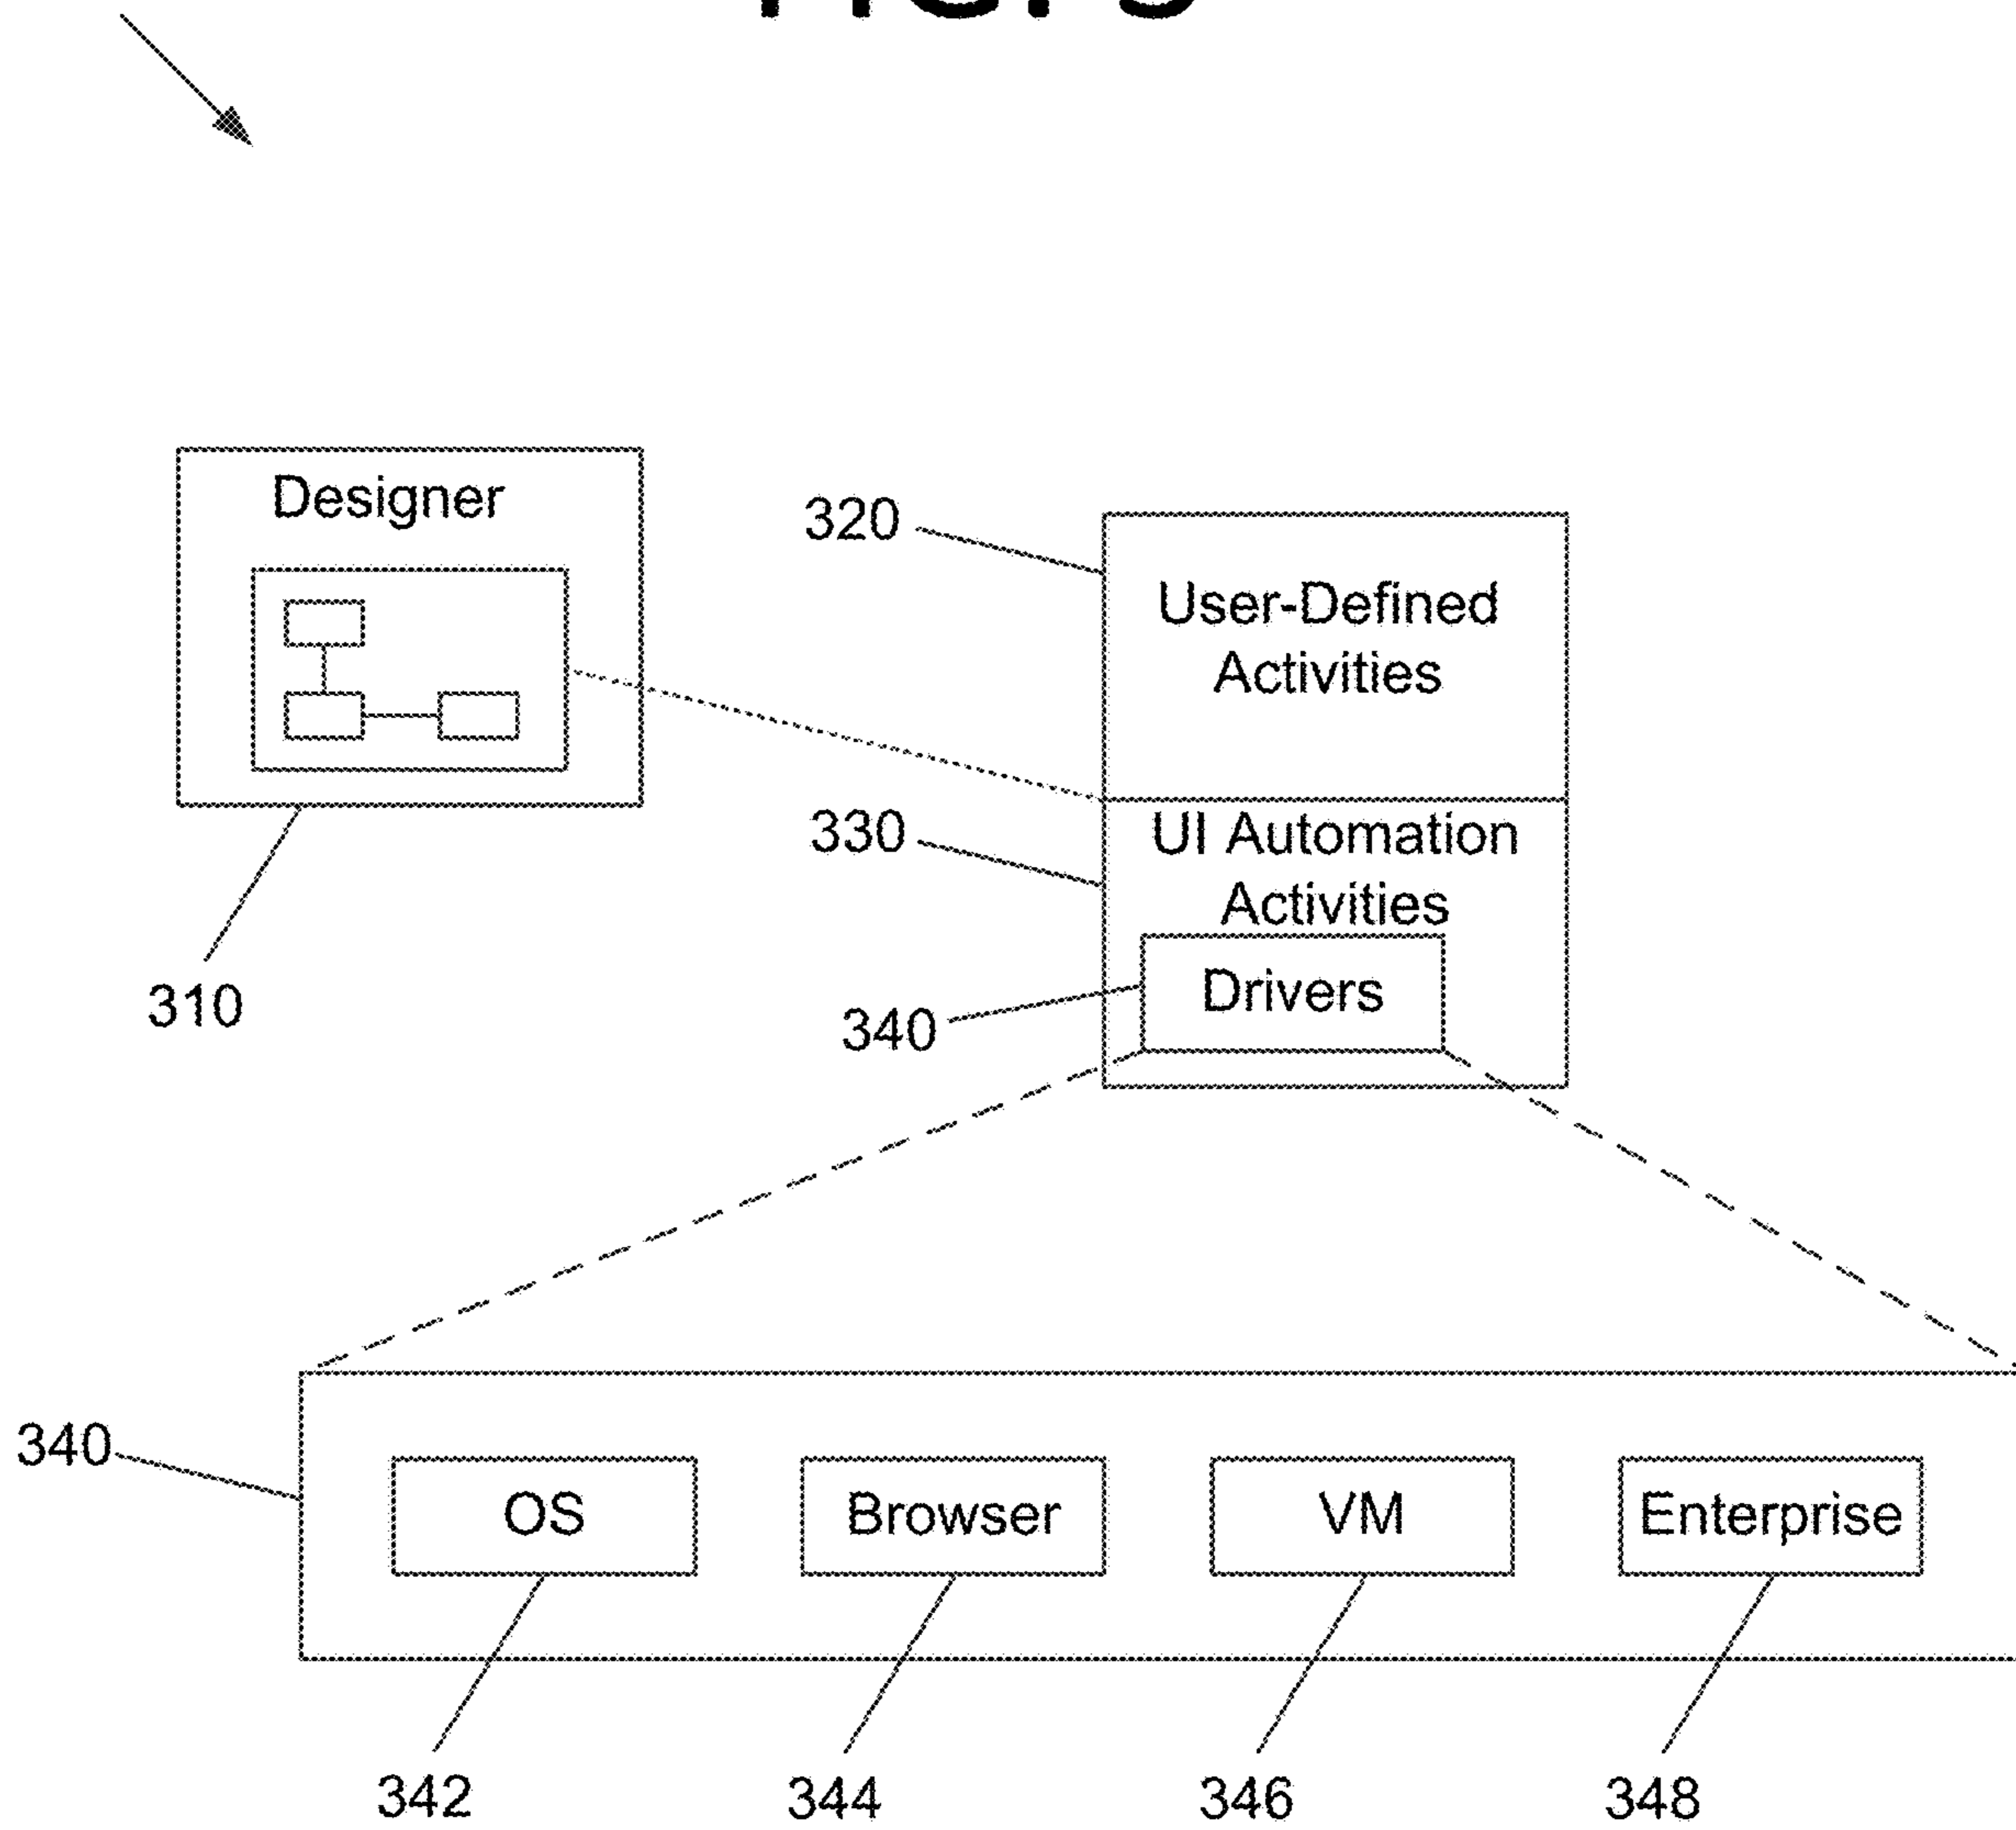 Designer
320
User-Defined
Activities
330
UI Automation
Activities
310
340
Drivers
340
OS
Browser
VM
Enterprise
342
344
346
348